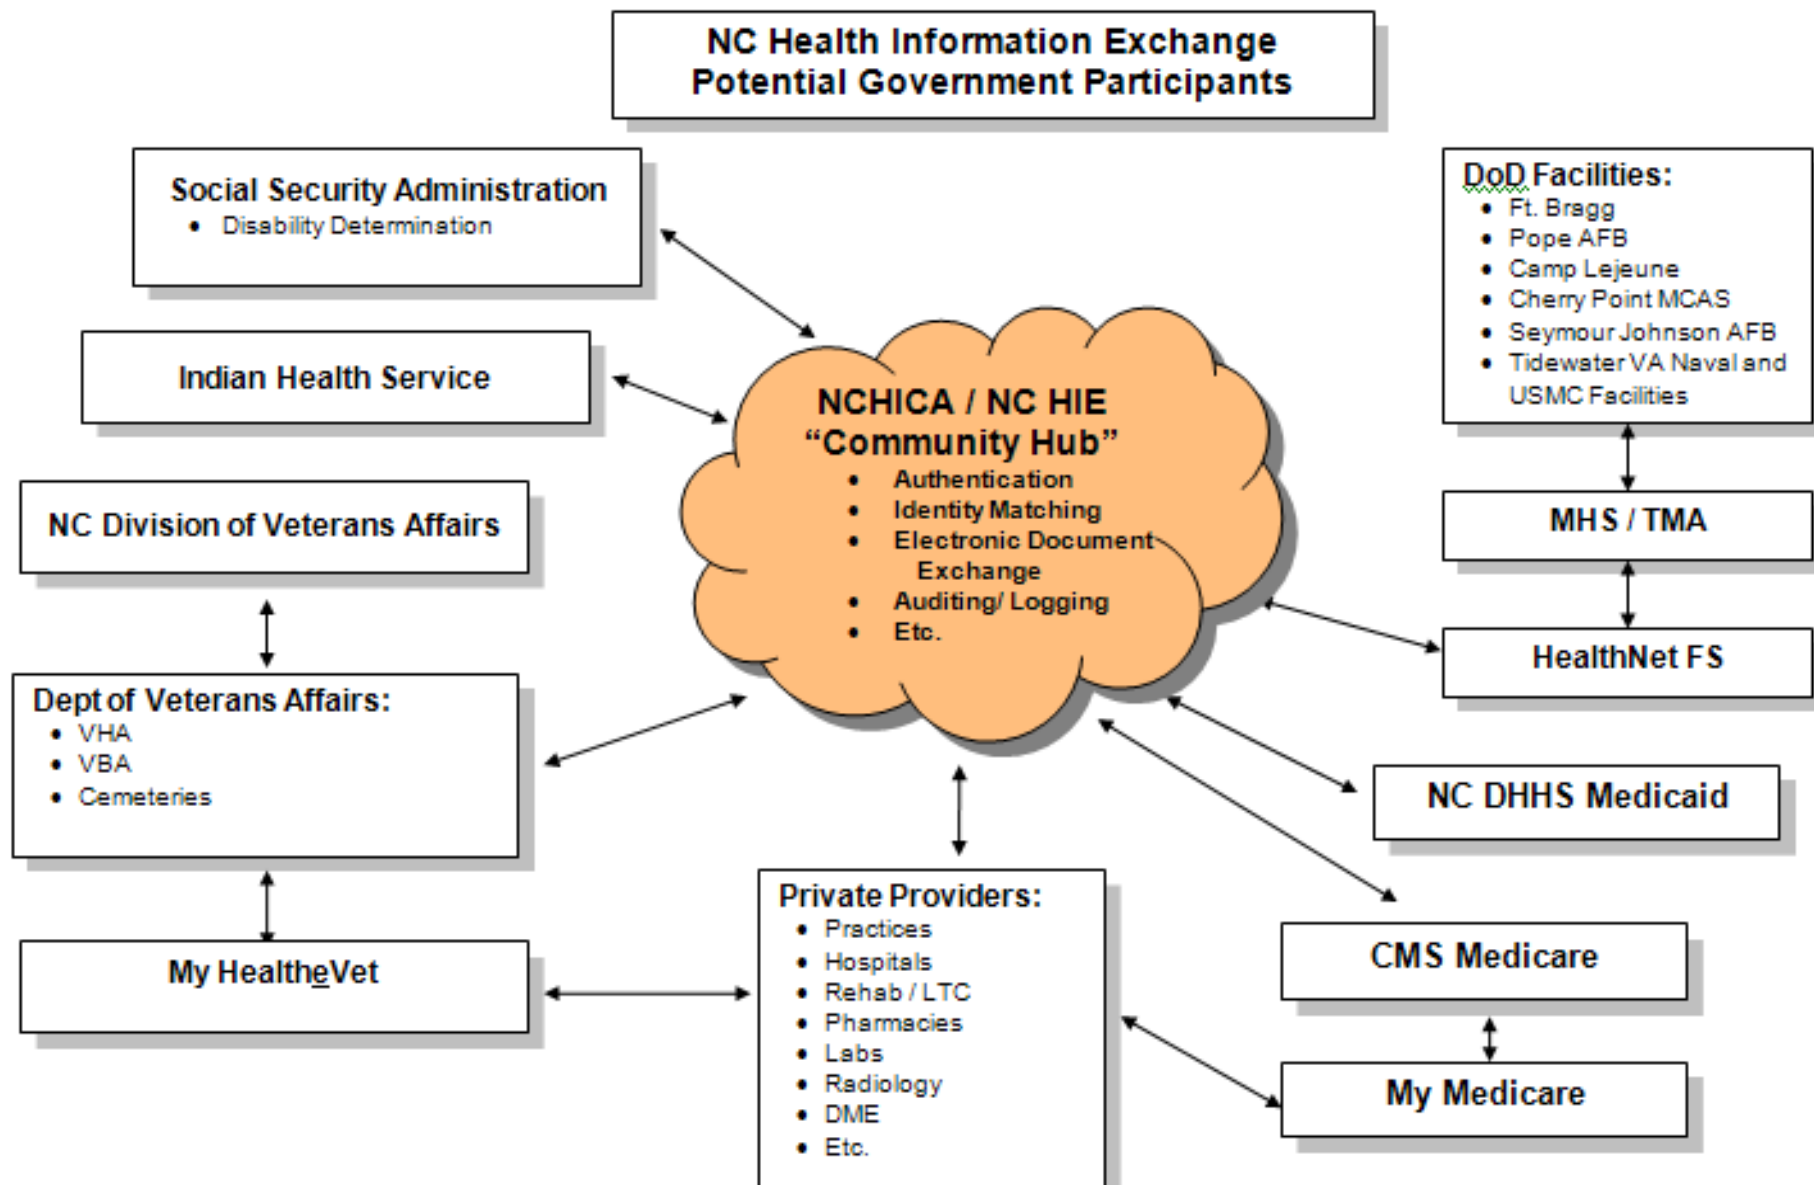 NC Health Information Exchange
Potential Government Participants
Social Security Administration
• Disability Determination
Indian Health Service
NC Division of Veterans Affairs
Dept of Veterans Affairs:
• VHA
• VBA
• Cemeteries
My HealtheVet
NCHICA / NC HIE
“Community Hub”
• Authentication
• Identity Matching
• Electronic Document
Exchange
• Auditing/ Logging
• Etc.
Private Providers:
• Practices
• Hospitals
• Rehab / LTC
• Pharmacies
• Labs
• Radiology
• DME
• Etc.
DoD Facilities:
• Ft. Bragg
• Pope AFB
• Camp Lejeune
• Cherry Point MCAS
• Seymour Johnson AFB
• Tidewater VA Naval and
USMC Facilities
MHS / TMA
HealthNet FS
NC DHHS Medicaid
CMS Medicare
My Medicare